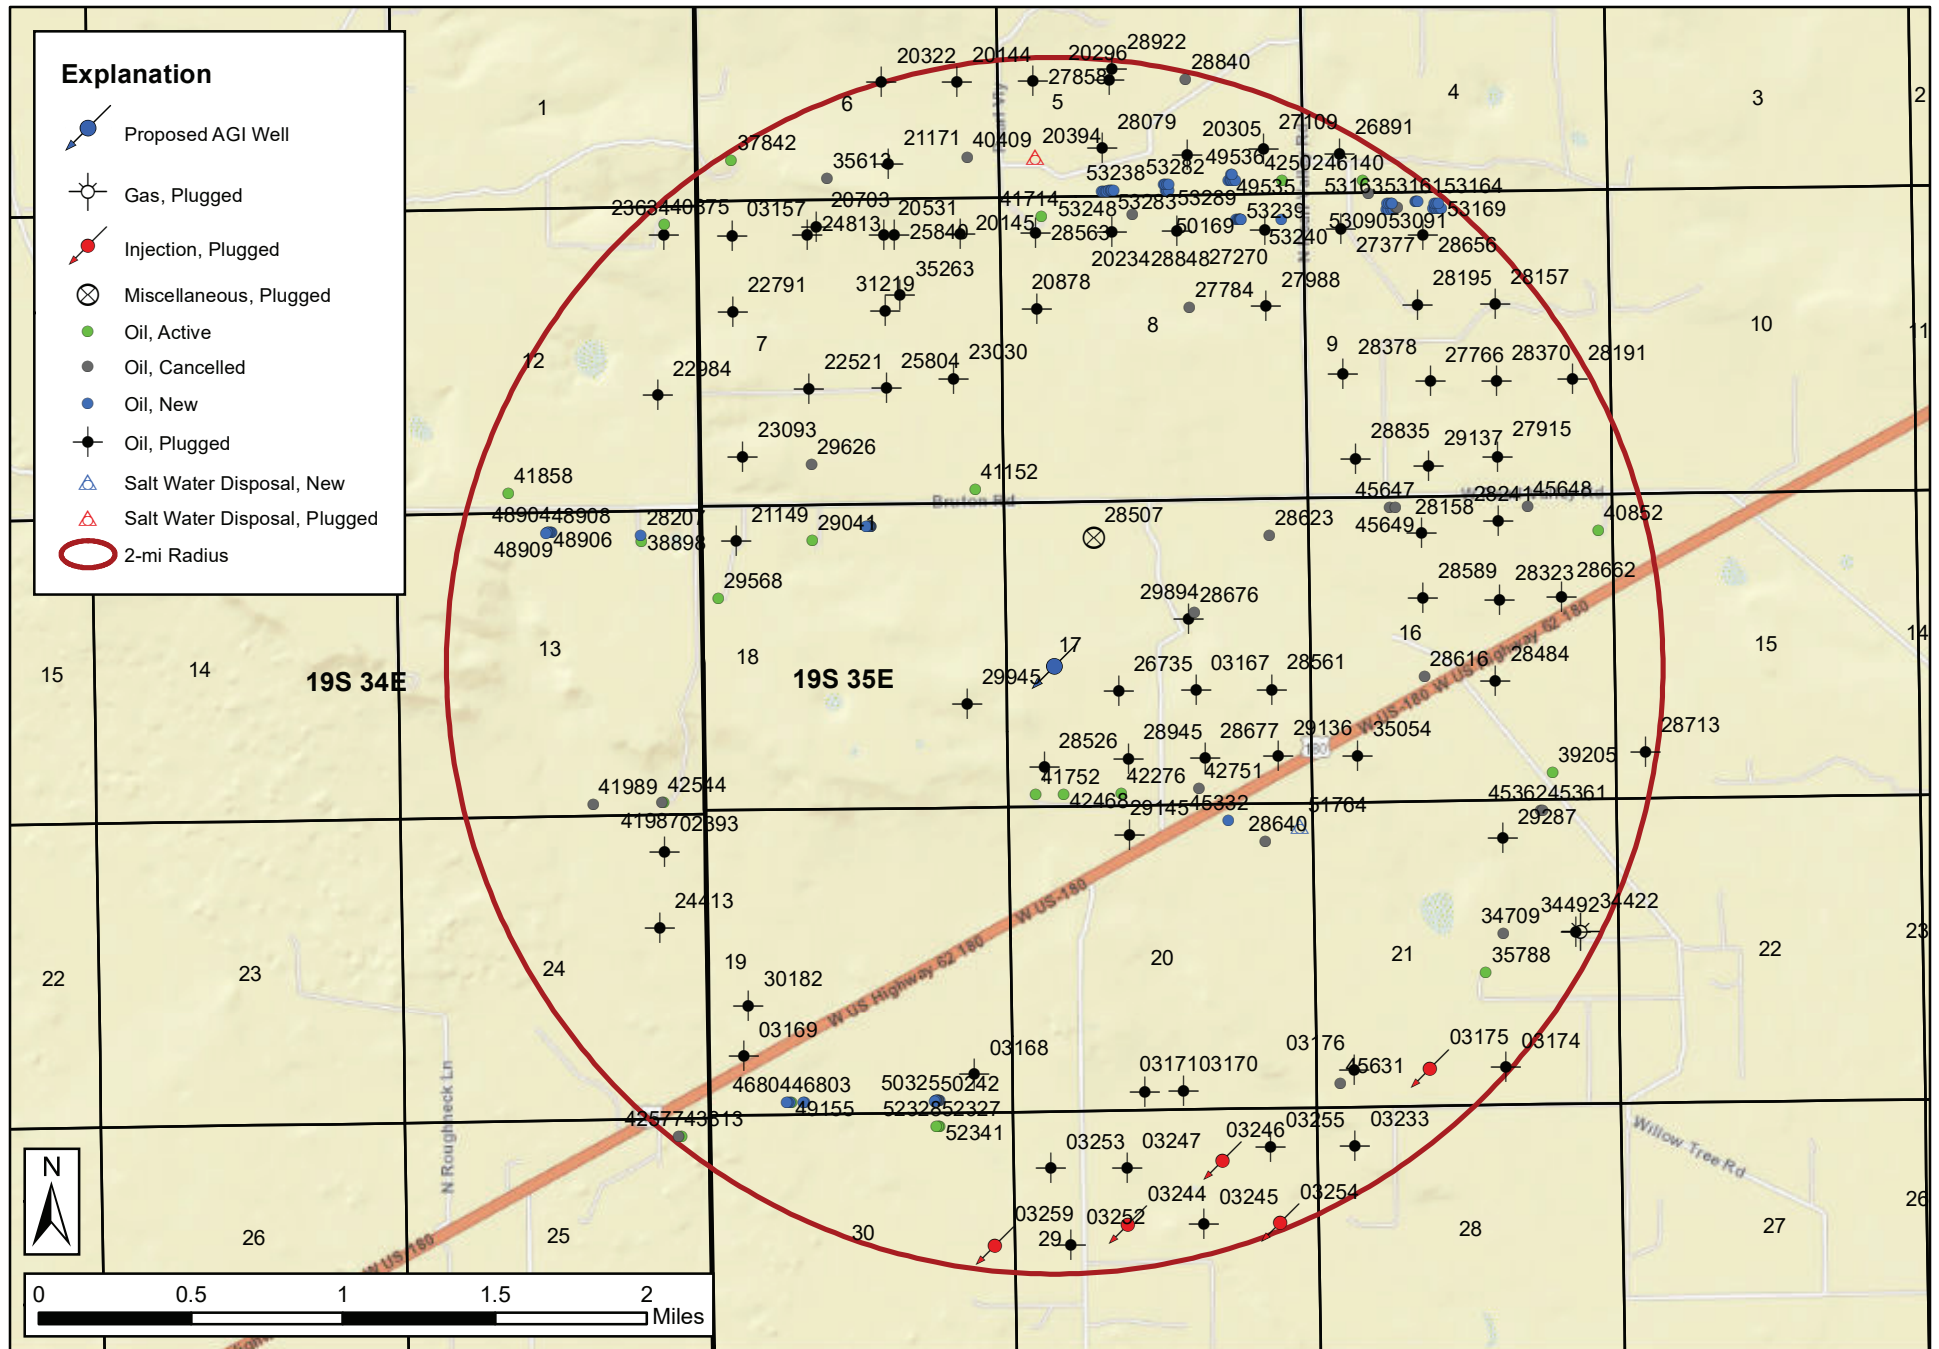 Explanation
Proposed AGI Well
Gas, Plugged
Injection, Plugged
Miscellaneous, Plugged
Oil, Active
Oil, Cancelled
Oil, New
Oil, Plugged
Salt Water Disposal, New
Salt Water Disposal, Plugged
2-mi Radius
20322 20144 20296 28922
27858 28840
1 6 5 4 3 2
37842 35613 21171 40409 20394 28079 20305 27109 26891
53238 53282 49536 42502 46140
49535 53163 53161 53164
23634 40875 03157 20703 24813 20531 25840 20145 41714 53248 53283 53289 53239 53169
28563 50169 53240 53090 53091
20234 28848 27270 27377 28656
22791 31219 35263 20878 27784 27988 28195 28157
7 8 9 10 11 12
22984 22521 25804 23030 28378 27766 28370 28191
23093 29626 28835 29137 27915
41858 41152 45647 28241 45648
Bruton Rd
48904 48908 28207 21149 29041 28507 28623 45649 28158 40852
48909 48906 38898
29568 29894 28676 28589 28323 28662
15 14 13 18 17 16 15 14
19S 34E
19S 35E
29945 26735 03167 28561 28616 28484
W US-180 W US Highway 62 180
28526 28945 28677 29136 35054 28713
180
41989 42544 41752 42276 42751 39205
42468 29145 45332 51764 45362 45361
41987 02393 28640 29287
24413 34709 34492 34422
W US-180
35788
22 23 24 19 20 21 22 23
30182
W US Highway 62 180
03169 03168 03171 03170 03176 45631 03175 03174
46804 46803 50325 50242
49155 52328 52327
42577 43813 52341
03253 03247 03246 03255 03233
N Roughneck Ln
Willow Tree Rd
03259 03252 03244 03245 03254
26 25 30 29 28 27 26
W US-180
N
0 0.5 1 1.5 2
Miles